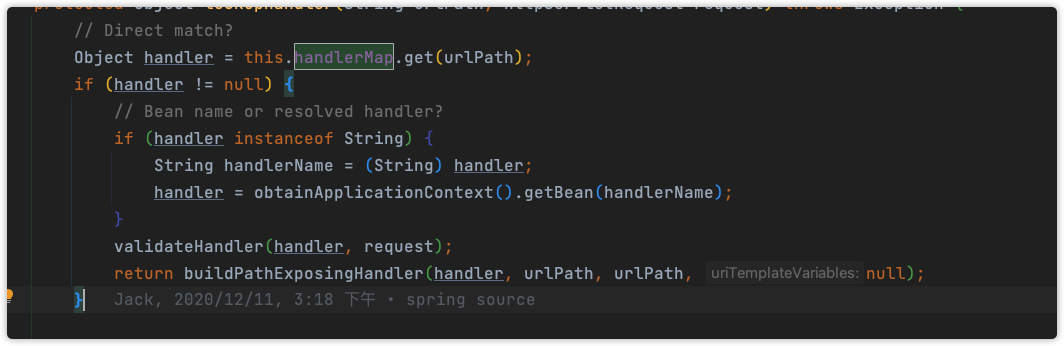 protected Object lookupHandler(String urlPath, HttpServletRequest request) throws Exception {
// Direct match?
Object handler = this.handlerMap.get(urlPath);
if (handler != null) {
// Bean name or resolved handler?
if (handler instanceof String) {
String handlerName = (String) handler;
handler = obtainApplicationContext().getBean(handlerName);
}
validateHandler(handler, request);
return buildPathExposingHandler(handler, urlPath, urlPath, uriTemplateVariables: null);
} Jack, 2020/12/11, 3:18 下午 • spring source